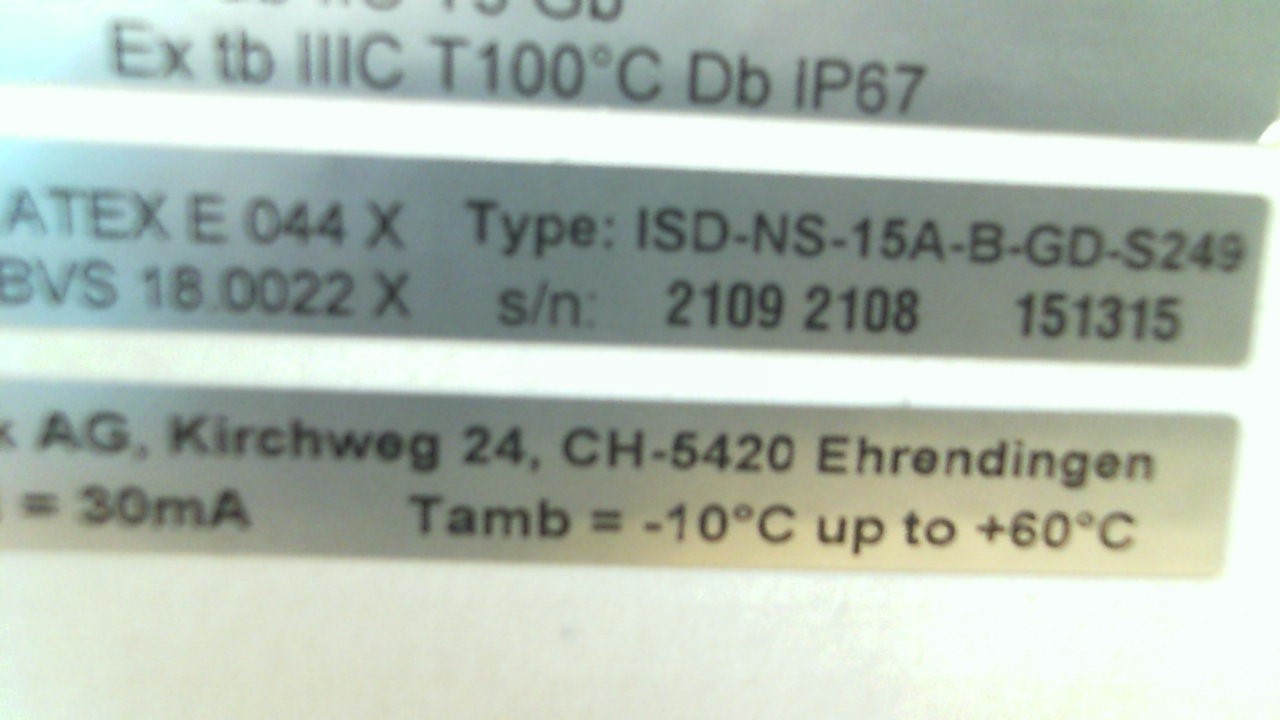 Gb
Ex tb IIIC T100°C Db IP67
ATEX E 044 X Type: ISD-NS-15A-B-GD-S249
BVS 18.0022 X s/n: 2109 2108 151315
AG, Kirchweg 24, CH-5420 Ehrendingen
= 30mA Tamb = -10°C up to +60°C